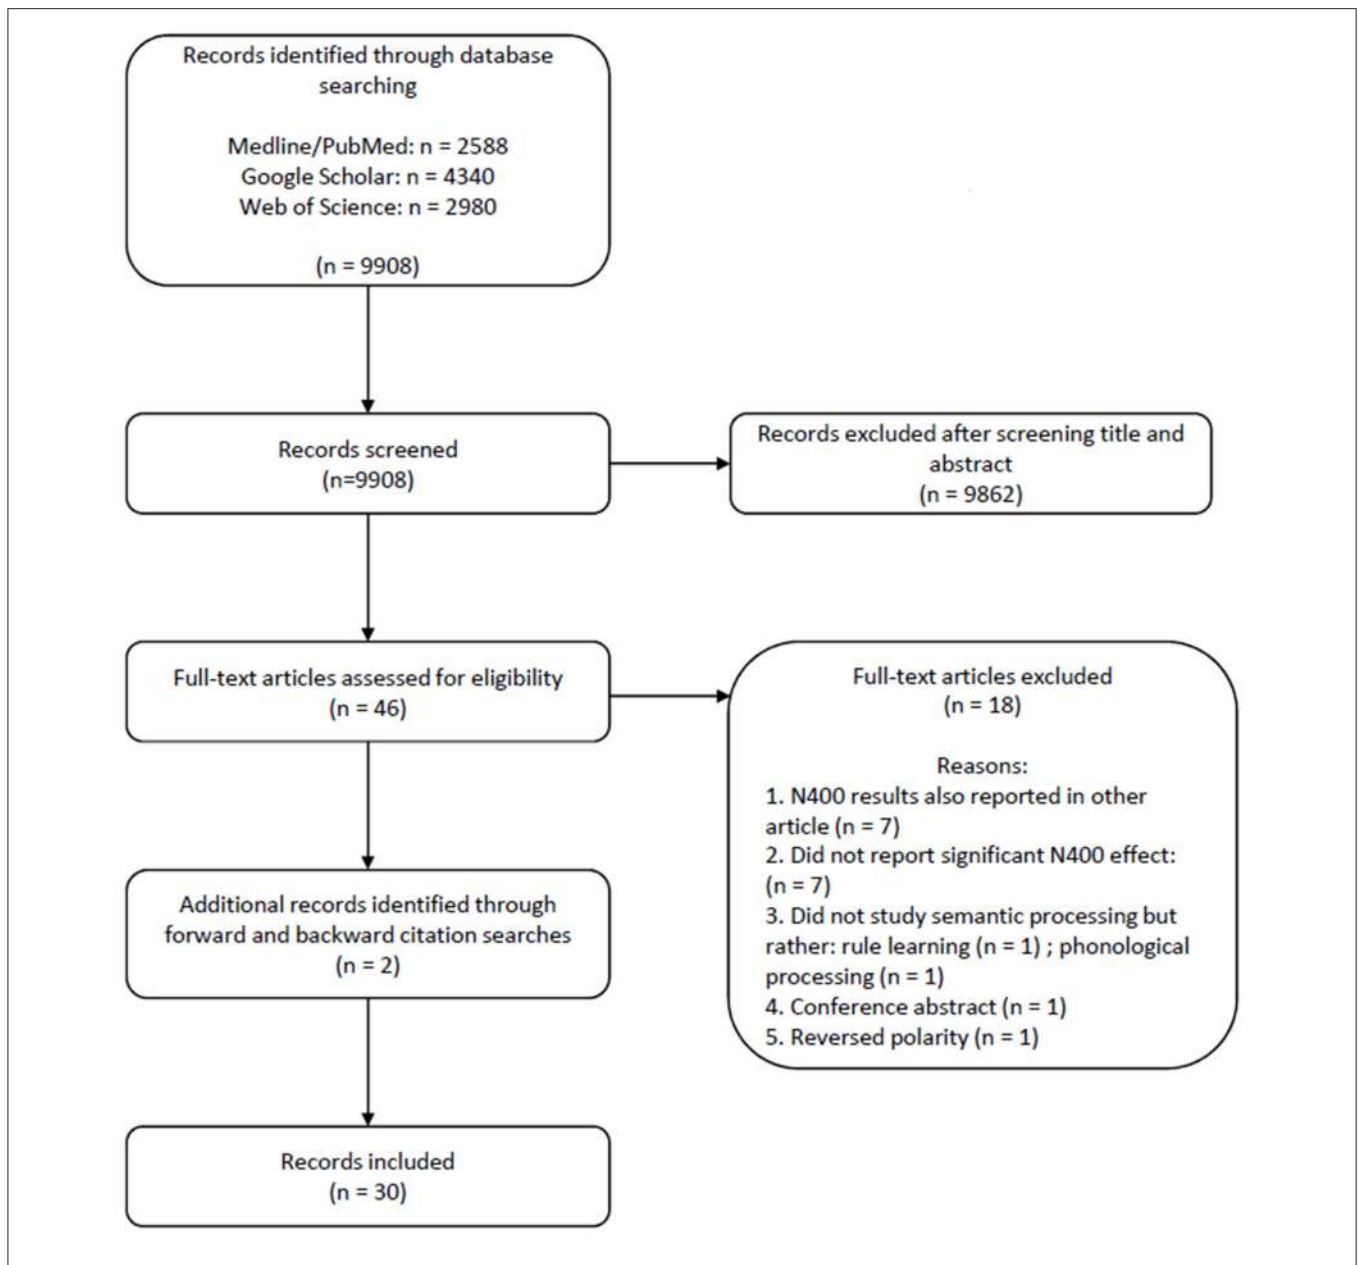 Records identified through database
searching
Medline/PubMed: n = 2588
Google Scholar: n = 4340
Web of Science: n = 2980
(n = 9908)
Records screened
(n=9908)
Records excluded after screening title and
abstract
(n = 9862)
Full-text articles assessed for eligibility
(n = 46)
Full-text articles excluded
(n = 18)
Reasons:
1. N400 results also reported in other
article (n = 7)
2. Did not report significant N400 effect:
(n = 7)
3. Did not study semantic processing but
rather: rule learning (n = 1) ; phonological
processing (n = 1)
4. Conference abstract (n = 1)
5. Reversed polarity (n = 1)
Additional records identified through
forward and backward citation searches
(n = 2)
Records included
(n = 30)